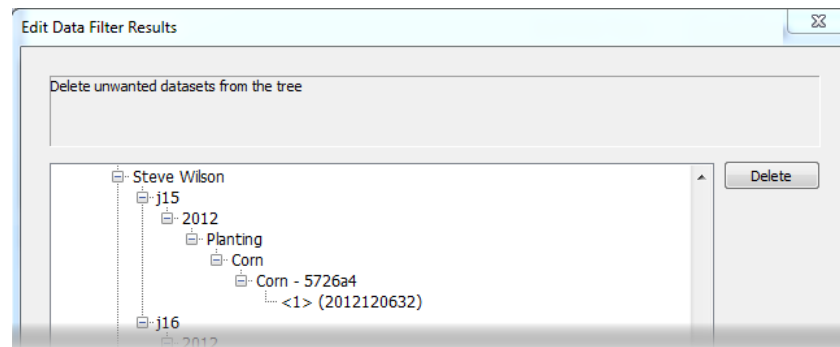 Edit Data Filter Results
Delete unwanted datasets from the tree
Steve Wilson
Delete
j15
2012
Planting
Corn
Corn - 5726a4
<1> (2012120632)
j16
2012